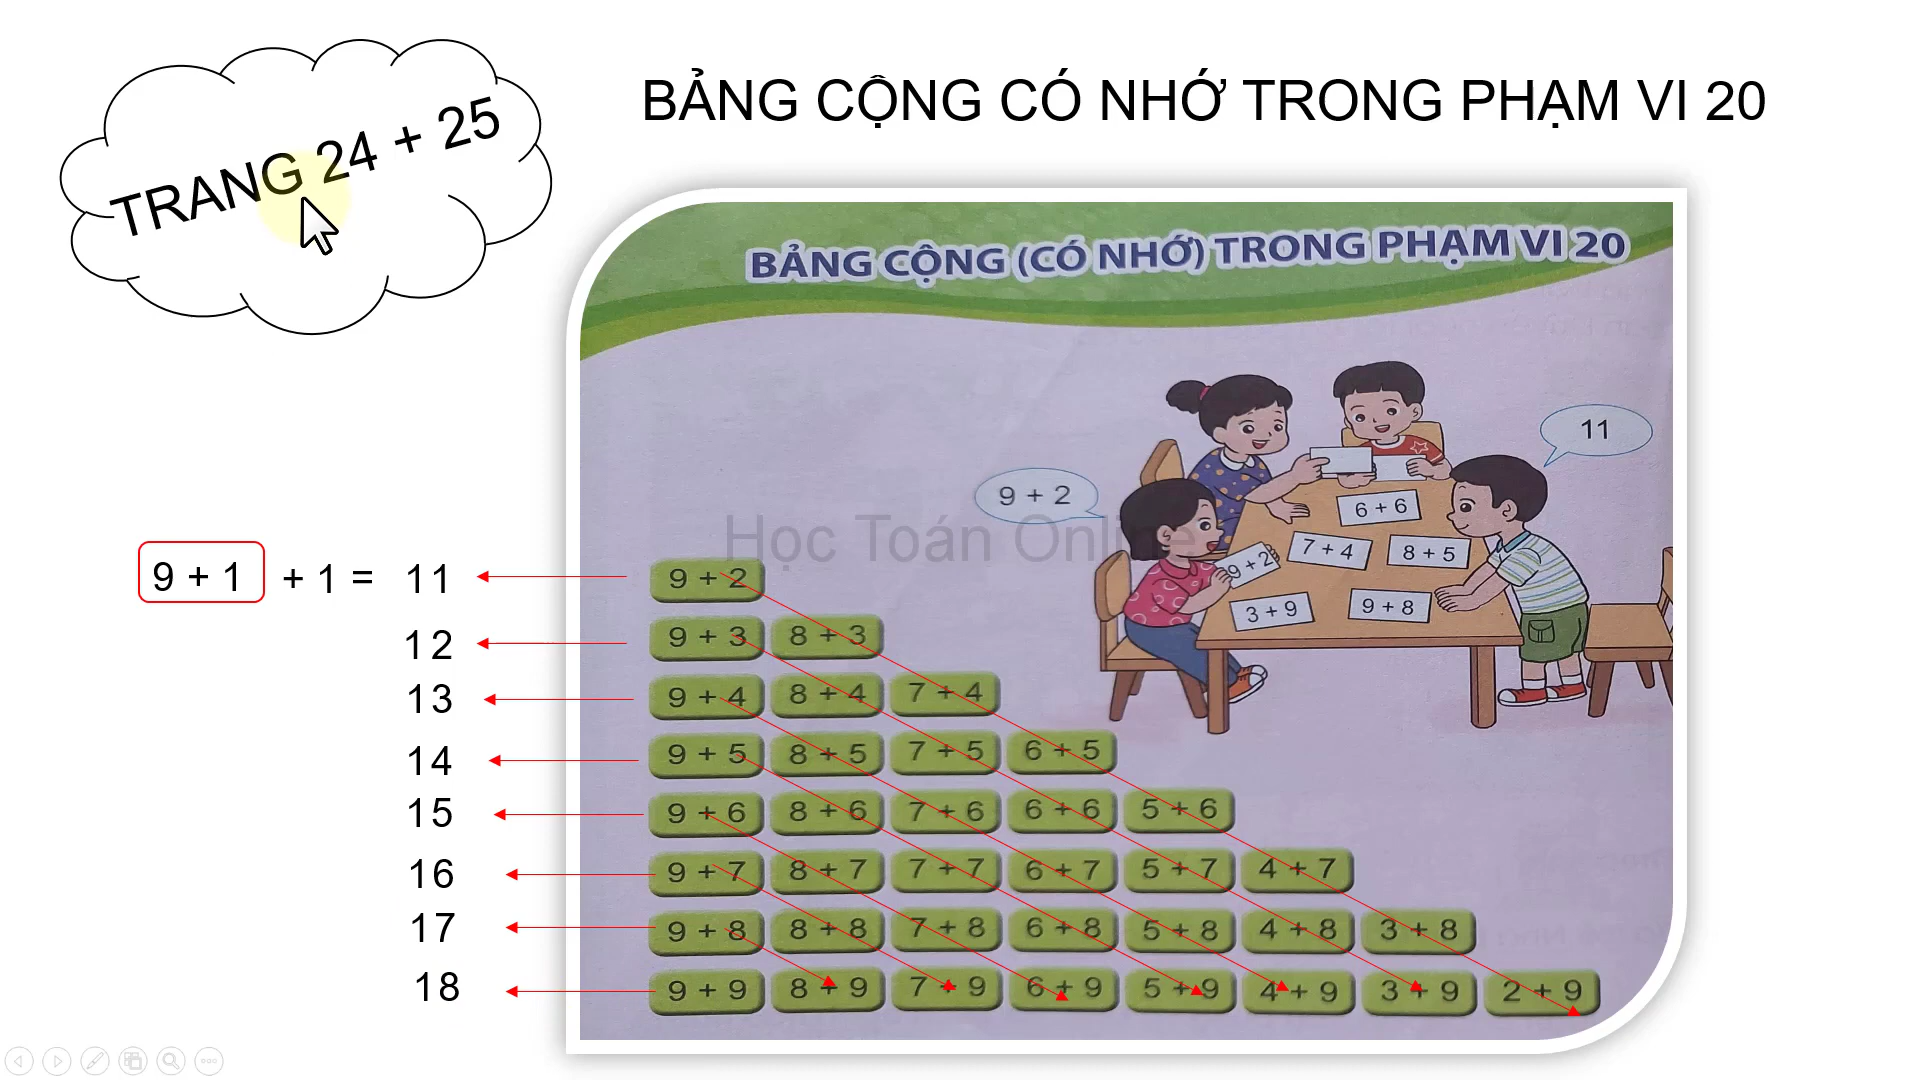 TRANG 24 + 25
BẢNG CỘNG CÓ NHỚ TRONG PHẠM VI 20
BẢNG CỘNG (CÓ NHỚ) TRONG PHẠM VI 20
11
9 + 2
6 + 6
7 + 4
8 + 5
9 + 2
3 + 9
9 + 8
Học Toán Online
9 + 1 + 1 = 11
9 + 2
12
9 + 3 8 + 3
13
9 + 4 8 + 4 7 + 4
14
9 + 5 8 + 5 7 + 5 6 + 5
15
9 + 6 8 + 6 7 + 6 6 + 6 5 + 6
16
9 + 7 8 + 7 7 + 7 6 + 7 5 + 7 4 + 7
17
9 + 8 8 + 8 7 + 8 6 + 8 5 + 8 4 + 8 3 + 8
18
9 + 9 8 + 9 7 + 9 6 + 9 5 + 9 4 + 9 3 + 9 2 + 9